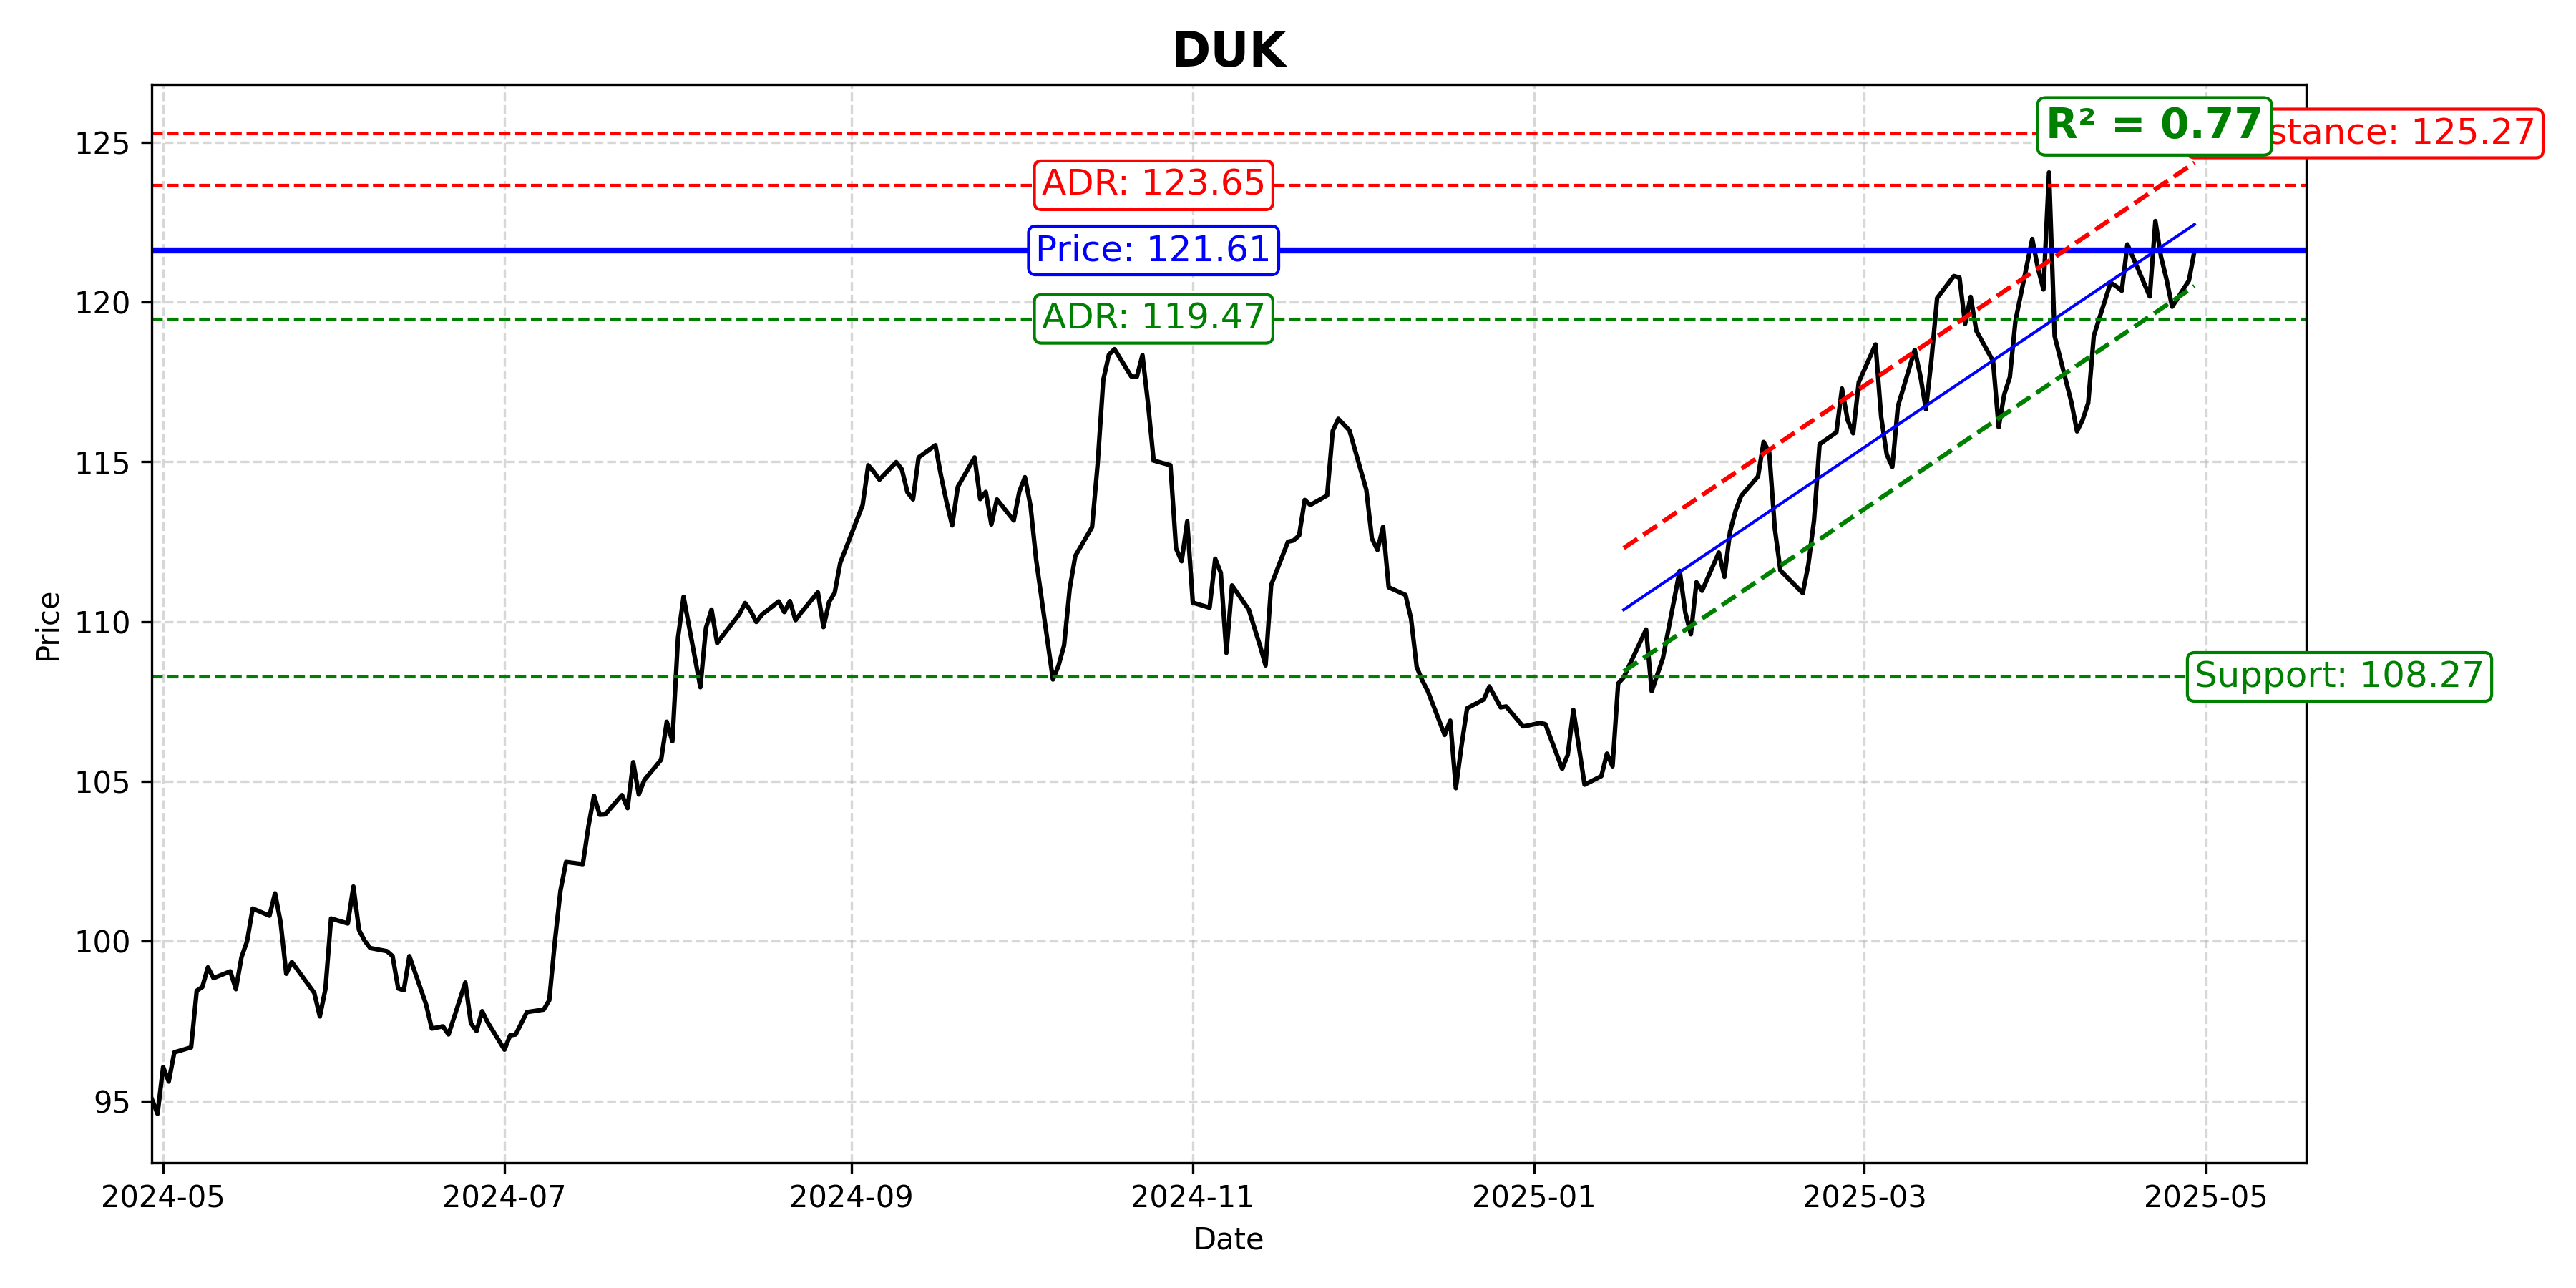 DUK
R² = 0.77
stance: 125.27
ADR: 123.65
Price: 121.61
ADR: 119.47
Support: 108.27
Price
125
120
115
110
105
100
95
2024-05
2024-07
2024-09
2024-11
2025-01
2025-03
2025-05
Date